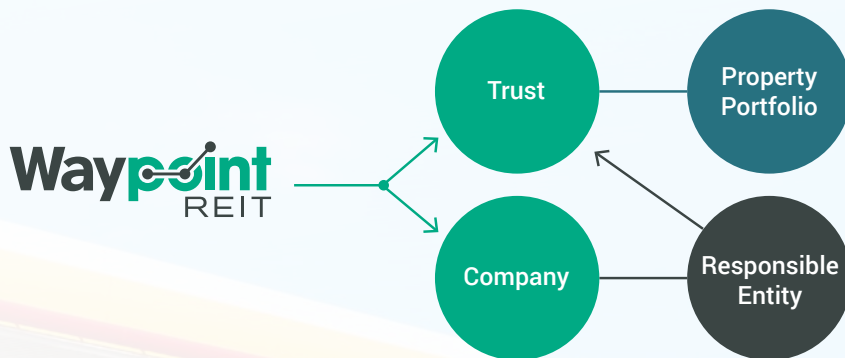 Waypoint
REIT
Trust
Property
Portfolio
Company
Responsible
Entity